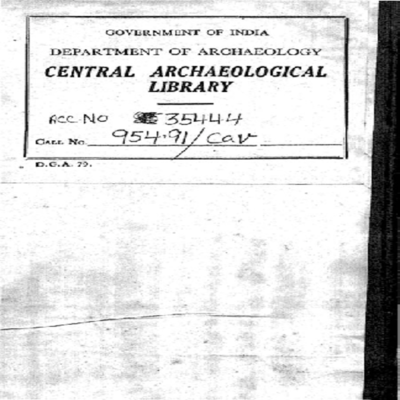 GOVERNMENT OF INDIA
DEPARTMENT OF ARCHAEOLOGY
CENTRAL ARCHAEOLOGICAL
LIBRARY
ACC. NO 35444
CALL No. 954.91/Cav
D.G.A. 79.